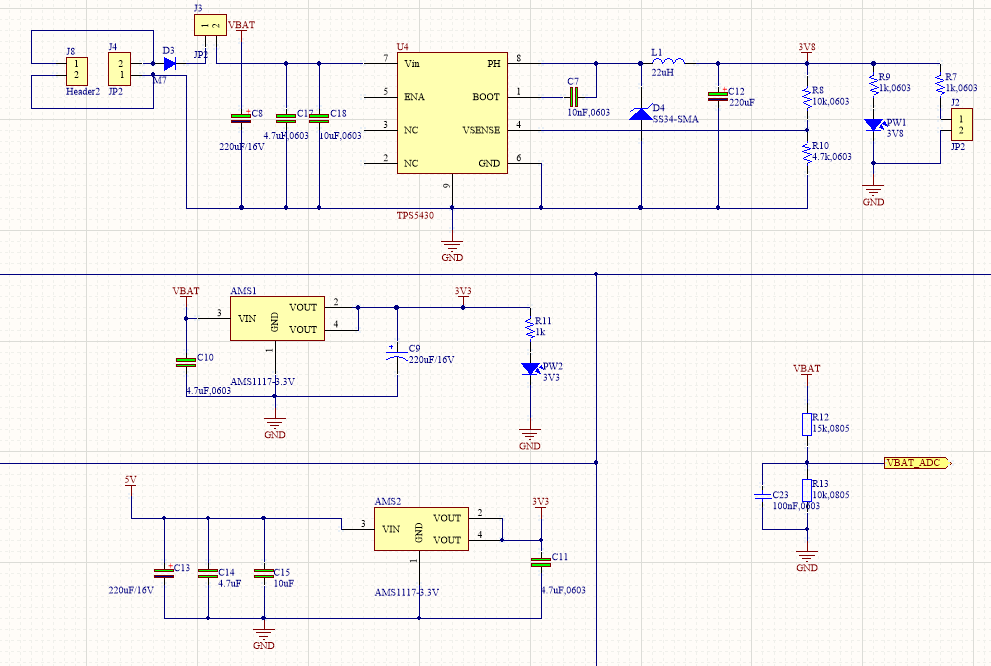 J3
1 2
VBAT
JP2
J8
1
2
Header2
J4
2
1
JP2
D3
M7
C8
220uF/16V
C17
4.7uF,0603
C18
10uF,0603
U4
7 Vin
5 ENA
3 NC
2 NC
PH 8
BOOT 1
VSENSE 4
GND 6
9
TPS5430
GND
C7
10nF,0603
L1
22uH
D4
SS34-SMA
C12
220uF
3V8
R8
10k,0603
R10
4.7k,0603
R9
1k,0603
PW1
3V8
R7
1k,0603
J2
1
2
JP2
GND
VBAT
AMS1
3 VIN
GND
1
VOUT 2
VOUT 4
AMS1117-3.3V
C10
4.7uF,0603
GND
C9
220uF/16V
3V3
R11
1k
PW2
3V3
GND
VBAT
R12
15k,0805
VBAT_ADC
R13
10k,0805
C23
100nF,0603
GND
5V
C13
220uF/16V
C14
4.7uF
C15
10uF
GND
AMS2
3 VIN
GND
1
VOUT 2
VOUT 4
AMS1117-3.3V
3V3
C11
4.7uF,0603